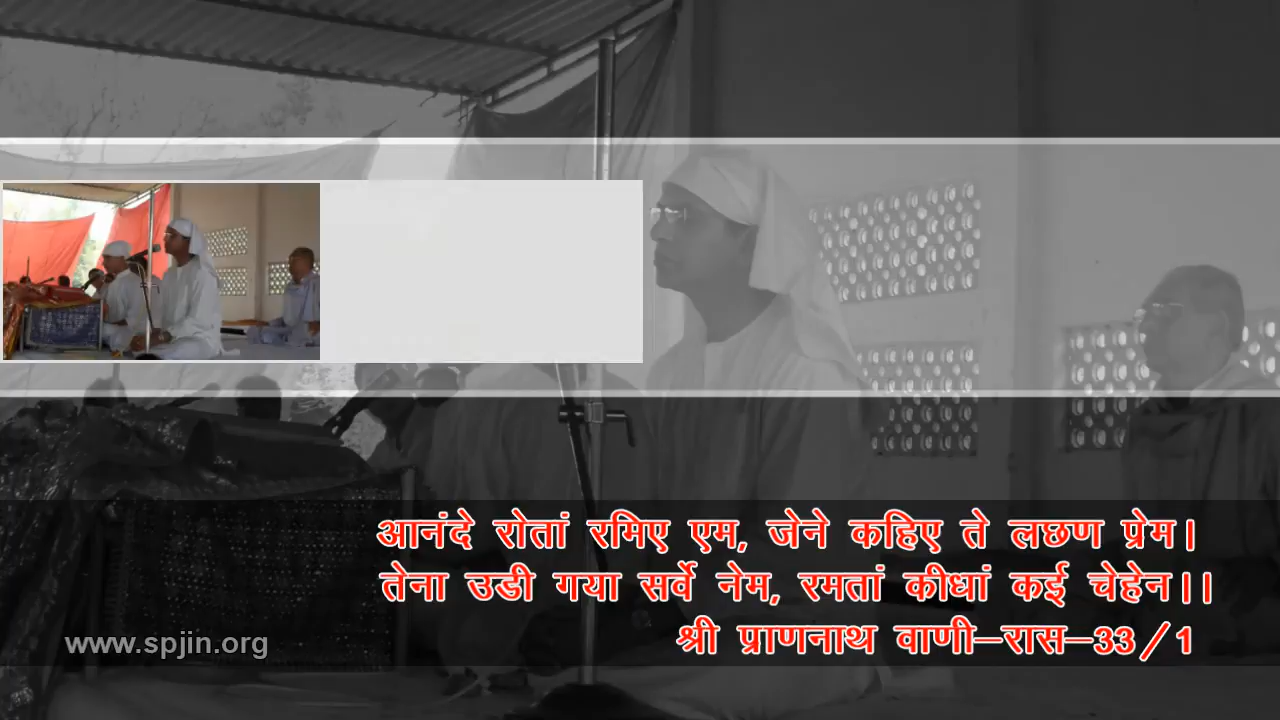 आनंदे रोतां रमिए एम, जेने कहिए ते लछण प्रेम।
तेना उडी गया सर्वे नेम, रमतां कीधां कई चेहेन।।
श्री प्राणनाथ वाणी–रास–33/1
www.spjin.org